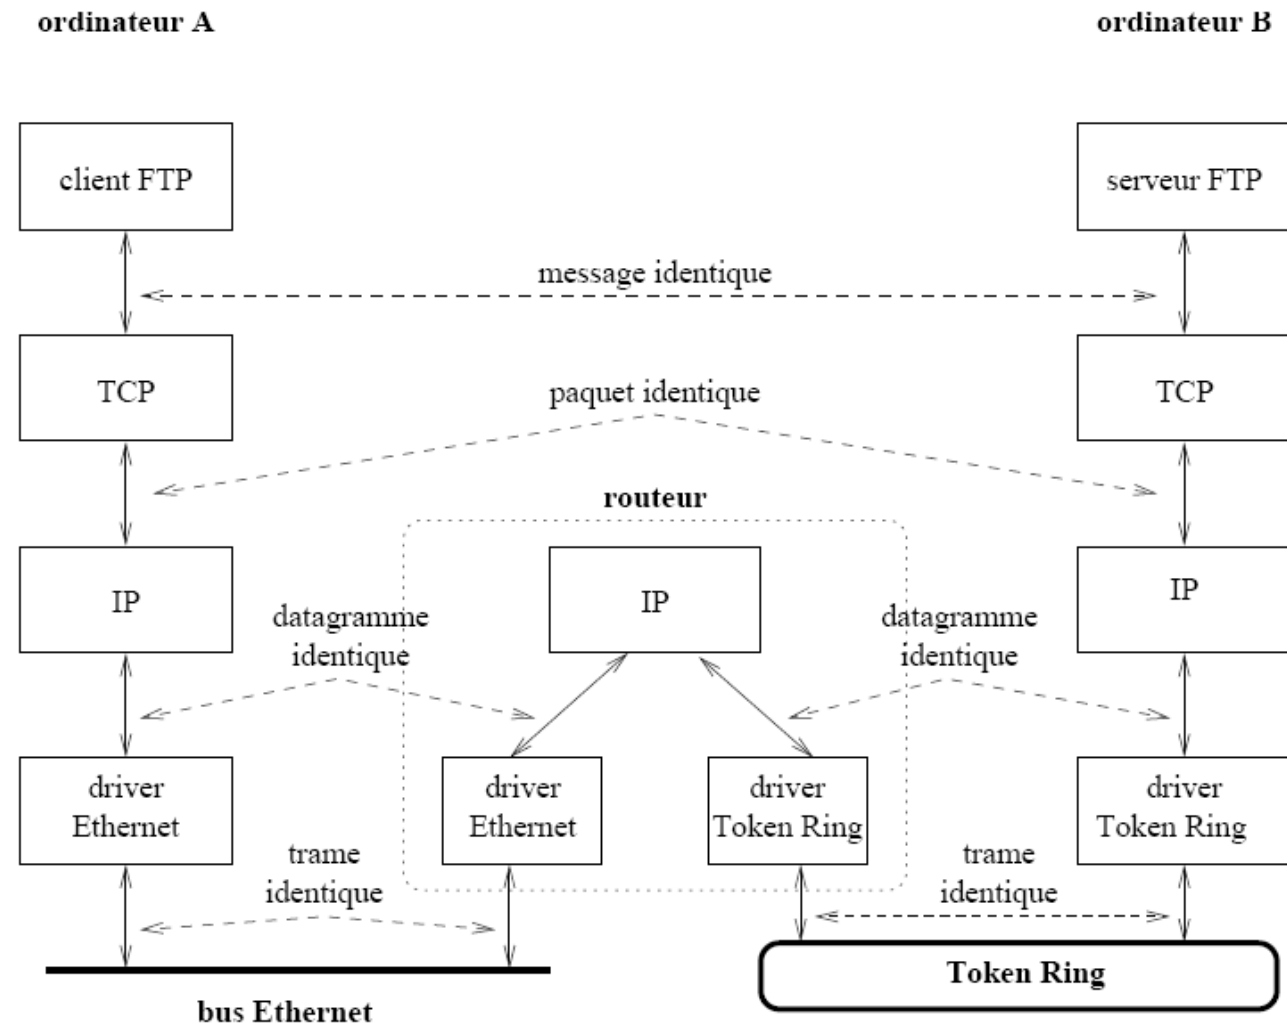 ordinateur A
ordinateur B
client FTP
serveur FTP
message identique
TCP
paquet identique
TCP
routeur
IP
datagramme
identique
IP
datagramme
identique
IP
driver
Ethernet
driver
Ethernet
driver
Token Ring
driver
Token Ring
trame
identique
trame
identique
bus Ethernet
Token Ring